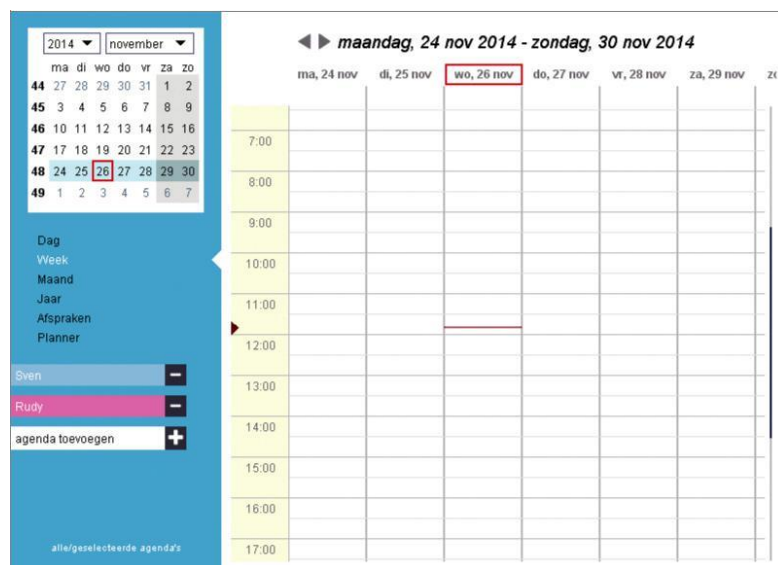 2014 november
ma di wo do vr za zo
44 27 28 29 30 31 1 2
45 3 4 5 6 7 8 9
46 10 11 12 13 14 15 16
47 17 18 19 20 21 22 23
48 24 25 26 27 28 29 30
49 1 2 3 4 5 6 7
Dag
Week
Maand
Jaar
Afspraken
Planner
Sven
Rudy
agenda toevoegen
alle/geselecteerde agenda's
maandag, 24 nov 2014 - zondag, 30 nov 2014
ma, 24 nov di, 25 nov wo, 26 nov do, 27 nov vr, 28 nov za, 29 nov
7:00
8:00
9:00
10:00
11:00
12:00
13:00
14:00
15:00
16:00
17:00